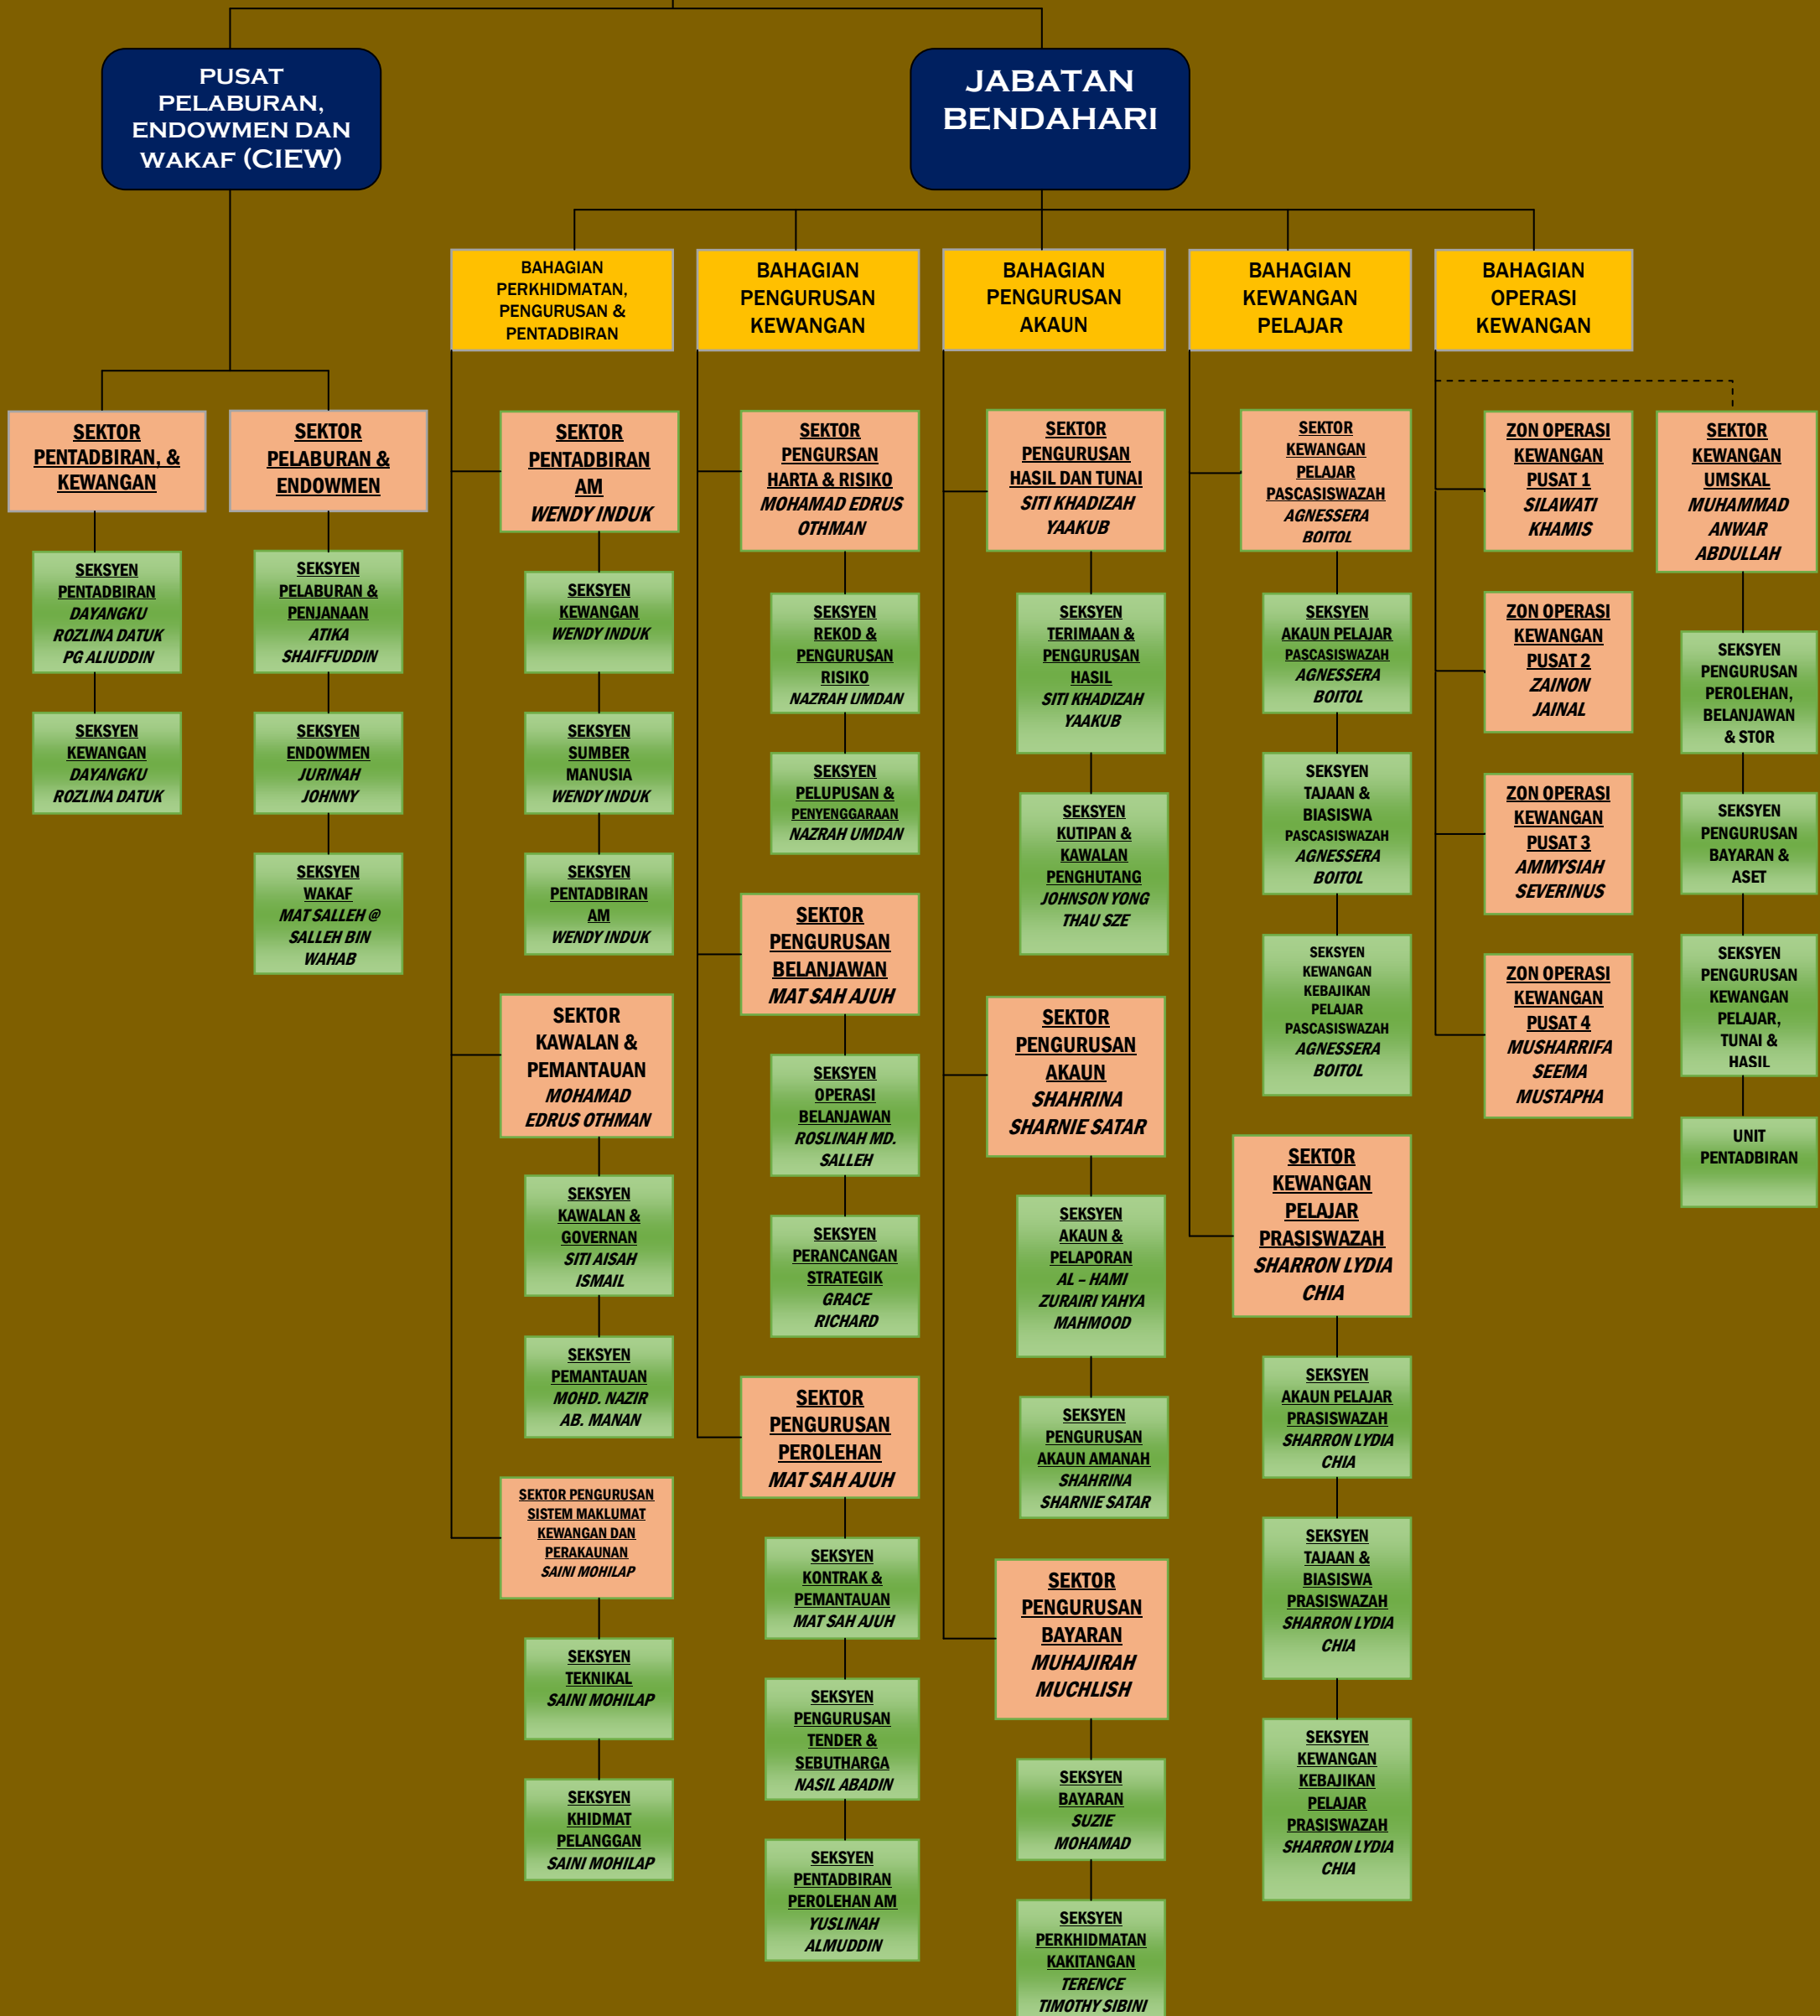 PUSAT
PELABURAN,
ENDOWMEN DAN
WAKAF (CIEW)
JABATAN
BENDAHARI
BAHAGIAN
PERKHIDMATAN,
PENGURUSAN &
PENTADBIRAN
BAHAGIAN
PENGURUSAN
KEWANGAN
BAHAGIAN
PENGURUSAN
AKAUN
BAHAGIAN
KEWANGAN
PELAJAR
BAHAGIAN
OPERASI
KEWANGAN
SEKTOR
PENTADBIRAN, &
KEWANGAN
SEKSYEN
PENTADBIRAN
DAYANGKU
ROZLINA DATUK
PG ALIUDDIN
SEKSYEN
KEWANGAN
DAYANGKU
ROZLINA DATUK
SEKTOR
PELABURAN &
ENDOWMEN
SEKSYEN
PELABURAN &
PENJANAAN
ATIKA
SHAIFFUDDIN
SEKSYEN
ENDOWMEN
JURINAH
JOHNNY
SEKSYEN
WAKAF
MAT SALLEH @
SALLEH BIN
WAHAB
SEKTOR
PENTADBIRAN
AM
WENDY INDUK
SEKSYEN
KEWANGAN
WENDY INDUK
SEKSYEN
SUMBER
MANUSIA
WENDY INDUK
SEKSYEN
PENTADBIRAN
AM
WENDY INDUK
SEKTOR
KAWALAN &
PEMANTAUAN
MOHAMAD
EDRUS OTHMAN
SEKSYEN
KAWALAN &
GOVERNAN
SITI AISAH
ISMAIL
SEKSYEN
PEMANTAUAN
MOHD. NAZIR
AB. MANAN
SEKTOR PENGURUSAN
SISTEM MAKLUMAT
KEWANGAN DAN
PERAKAUNAN
SAINI MOHILAP
SEKSYEN
TEKNIKAL
SAINI MOHILAP
SEKSYEN
KHIDMAT
PELANGGAN
SAINI MOHILAP
SEKTOR
PENGURSAN
HARTA & RISIKO
MOHAMAD EDRUS
OTHMAN
SEKSYEN
REKOD &
PENGURUSAN
RISIKO
NAZRAH UMDAN
SEKSYEN
PELUPUSAN &
PENYENGGARAAN
NAZRAH UMDAN
SEKTOR
PENGURUSAN
BELANJAWAN
MAT SAH AJUH
SEKSYEN
OPERASI
BELANJAWAN
ROSLINAH MD.
SALLEH
SEKSYEN
PERANCANGAN
STRATEGIK
GRACE
RICHARD
SEKTOR
PENGURUSAN
PEROLEHAN
MAT SAH AJUH
SEKSYEN
KONTRAK &
PEMANTAUAN
MAT SAH AJUH
SEKSYEN
PENGURUSAN
TENDER &
SEBUTHARGA
NASIL ABADIN
SEKSYEN
PENTADBIRAN
PEROLEHAN AM
YUSLINAH
ALMUDDIN
SEKTOR
PENGURUSAN
HASIL DAN TUNAI
SITI KHADIZAH
YAAKUB
SEKSYEN
TERIMAAN &
PENGURUSAN
HASIL
SITI KHADIZAH
YAAKUB
SEKSYEN
KUTIPAN &
KAWALAN
PENGHUTANG
JOHNSON YONG
THAU SZE
SEKTOR
PENGURUSAN
AKAUN
SHAHRINA
SHARNIE SATAR
SEKSYEN
AKAUN &
PELAPORAN
AL – HAMI
ZURAIRI YAHYA
MAHMOOD
SEKSYEN
PENGURUSAN
AKAUN AMANAH
SHAHRINA
SHARNIE SATAR
SEKTOR
PENGURUSAN
BAYARAN
MUHAJIRAH
MUCHLISH
SEKSYEN
BAYARAN
SUZIE
MOHAMAD
SEKSYEN
PERKHIDMATAN
KAKITANGAN
TERENCE
TIMOTHY SIBINI
SEKTOR
KEWANGAN
PELAJAR
PASCASISWAZAH
AGNESSERA
BOITOL
SEKSYEN
AKAUN PELAJAR
PASCASISWAZAH
AGNESSERA
BOITOL
SEKSYEN
TAJAAN &
BIASISWA
PASCASISWAZAH
AGNESSERA
BOITOL
SEKSYEN
KEWANGAN
KEBAJIKAN
PELAJAR
PASCASISWAZAH
AGNESSERA
BOITOL
SEKTOR
KEWANGAN
PELAJAR
PRASISWAZAH
SHARRON LYDIA
CHIA
SEKSYEN
AKAUN PELAJAR
PRASISWAZAH
SHARRON LYDIA
CHIA
SEKSYEN
TAJAAN &
BIASISWA
PRASISWAZAH
SHARRON LYDIA
CHIA
SEKSYEN
KEWANGAN
KEBAJIKAN
PELAJAR
PRASISWAZAH
SHARRON LYDIA
CHIA
ZON OPERASI
KEWANGAN
PUSAT 1
SILAWATI
KHAMIS
ZON OPERASI
KEWANGAN
PUSAT 2
ZAINON
JAINAL
ZON OPERASI
KEWANGAN
PUSAT 3
AMMYSIAH
SEVERINUS
ZON OPERASI
KEWANGAN
PUSAT 4
MUSHARRIFA
SEEMA
MUSTAPHA
SEKTOR
KEWANGAN
UMSKAL
MUHAMMAD
ANWAR
ABDULLAH
SEKSYEN
PENGURUSAN
PEROLEHAN,
BELANJAWAN
& STOR
SEKSYEN
PENGURUSAN
BAYARAN &
ASET
SEKSYEN
PENGURUSAN
KEWANGAN
PELAJAR,
TUNAI &
HASIL
UNIT
PENTADBIRAN